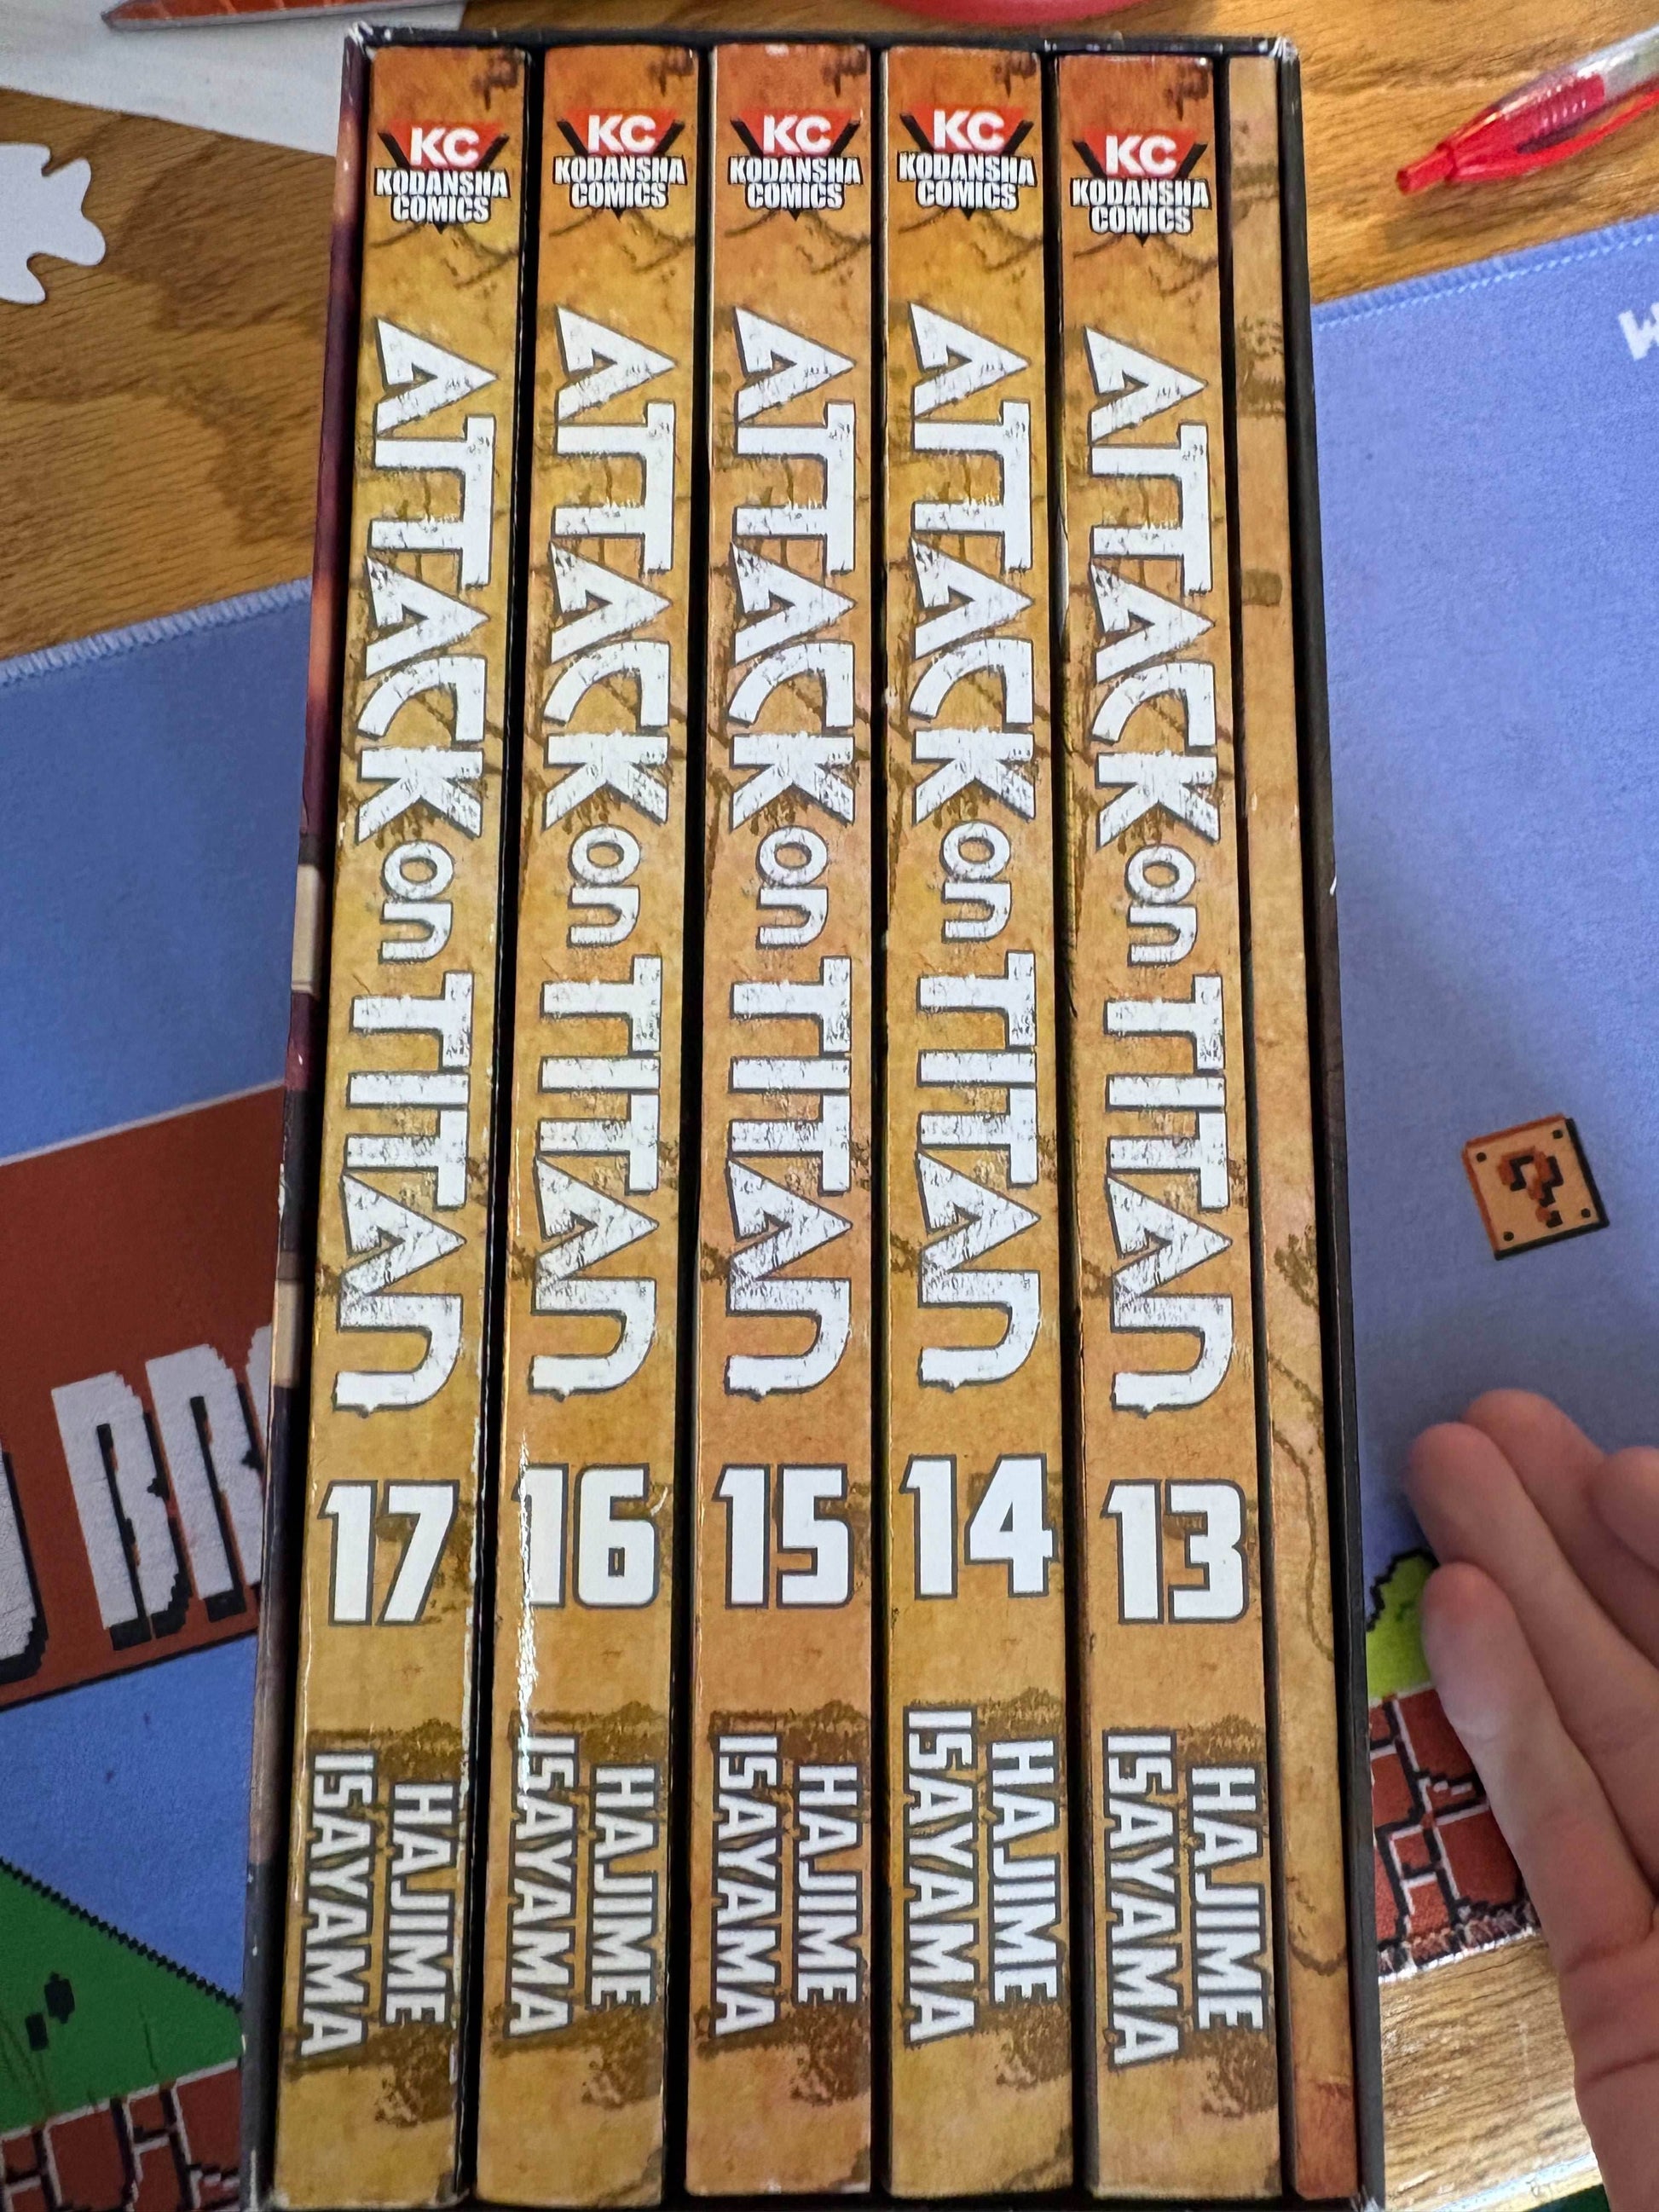 KC
KODANSHA
COMICS
ATTACK on TITAN
17
HAJIME
ISAYAMA
KC
KODANSHA
COMICS
ATTACK on TITAN
16
HAJIME
ISAYAMA
KC
KODANSHA
COMICS
ATTACK on TITAN
15
HAJIME
ISAYAMA
KC
KODANSHA
COMICS
ATTACK on TITAN
14
HAJIME
ISAYAMA
KC
KODANSHA
COMICS
ATTACK on TITAN
13
HAJIME
ISAYAMA
W
?
BR